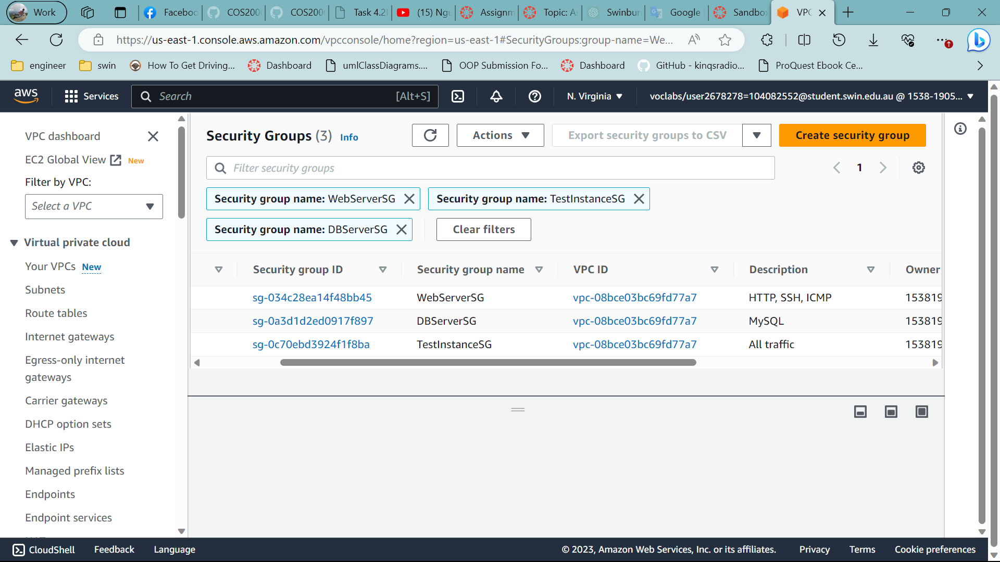 Work
Faceboo
COS200
COS200
Task 4.2
(15) Ngu
Assignm
Topic: A
Swinbur
Google
Sandbo
VPC
https://us-east-1.console.aws.amazon.com/vpcconsole/home?region=us-east-1#SecurityGroups:group-name=We...
engineer
swin
How To Get Driving...
Dashboard
umlClassDiagrams....
OOP Submission Fo...
Dashboard
GitHub - kinqsradio...
ProQuest Ebook Ce...
aws
Services
Search
[Alt+S]
N. Virginia
voclabs/user2678278=104082552@student.swin.edu.au @ 1538-1905...
VPC dashboard
EC2 Global View New
Filter by VPC:
Select a VPC
Virtual private cloud
Your VPCs New
Subnets
Route tables
Internet gateways
Egress-only internet
gateways
Carrier gateways
DHCP option sets
Elastic IPs
Managed prefix lists
Endpoints
Endpoint services
Security Groups (3) Info
Actions
Export security groups to CSV
Create security group
Filter security groups
1
Security group name: WebServerSG
Security group name: TestInstanceSG
Security group name: DBServerSG
Clear filters
Security group ID Security group name VPC ID Description Owner
sg-034c28ea14f48bb45 WebServerSG vpc-08bce03bc69fd77a7 HTTP, SSH, ICMP 153819
sg-0a3d1d2ed0917f897 DBServerSG vpc-08bce03bc69fd77a7 MySQL 153819
sg-0c70ebd3924f1f8ba TestInstanceSG vpc-08bce03bc69fd77a7 All traffic 153819
CloudShell
Feedback
Language
© 2023, Amazon Web Services, Inc. or its affiliates.
Privacy
Terms
Cookie preferences